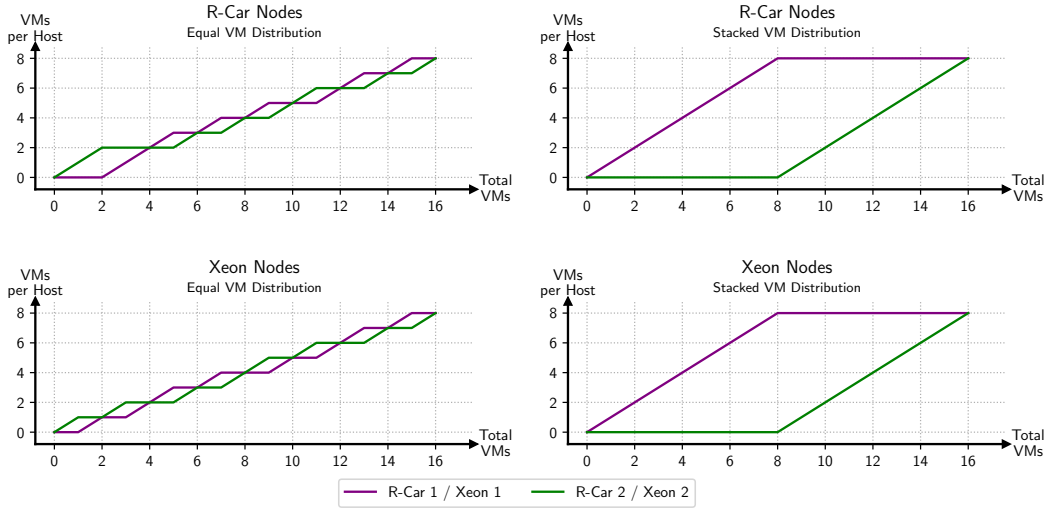 R-Car Nodes
Equal VM Distribution
VMs
per Host
8
6
4
2
0
0 2 4 6 8 10 12 14 16
Total
VMs
R-Car Nodes
Stacked VM Distribution
VMs
per Host
8
6
4
2
0
0 2 4 6 8 10 12 14 16
Total
VMs
Xeon Nodes
Equal VM Distribution
VMs
per Host
8
6
4
2
0
0 2 4 6 8 10 12 14 16
Total
VMs
Xeon Nodes
Stacked VM Distribution
VMs
per Host
8
6
4
2
0
0 2 4 6 8 10 12 14 16
Total
VMs
R-Car 1 / Xeon 1
R-Car 2 / Xeon 2